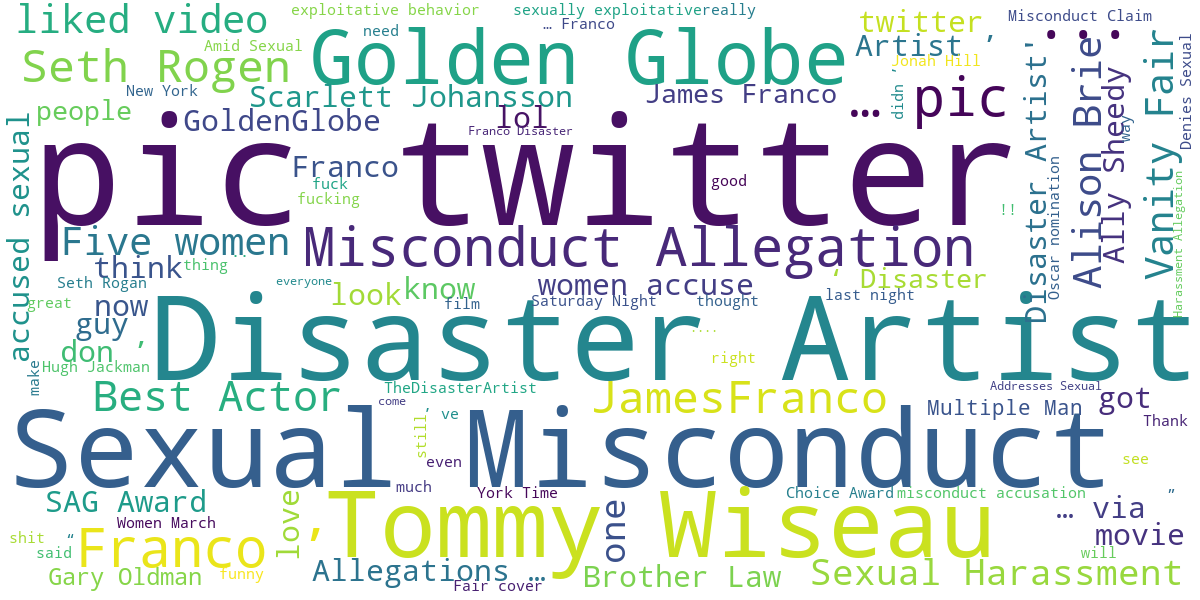 liked video
exploitative behavior
sexually exploitativereally
… Franco
twitter
Misconduct Claim
need
Amid Sexual
Seth Rogen
Golden Globe
Artist ’
Jonah Hill
...
New York
Scarlett Johansson
James Franco
… pic
didn ’
people
GoldenGlobe
lol
Franco Disaster
Disaster Artist'
Alison Brie
Ally Sheedy
way
Vanity Fair
Denies Sexual
accused sexual
pic twitter
Franco
fuck
fucking
good
!!
Oscar nomination
Harassment Allegation
Five women
Misconduct Allegation
think
thing
..
Seth Rogan
everyone
look
know
women accuse
‘ Disaster
great
now
film
Saturday Night
thought
last night
guy
Disaster Artist
....
don ’
right
Hugh Jackman
make
Best Actor
TheDisasterArtist
come
JamesFranco
Addresses Sexual
Multiple Man
got
Thank
’ ve
still
Sexual Misconduct
even
see
much
SAG Award
York Time
Choice Award
misconduct accusation
”
Women March
love
’
Tommy Wiseau
one
… via
movie
shit
“
said
Franco
will
Gary Oldman
funny
Allegations …
Fair cover
Brother Law
Sexual Harassment